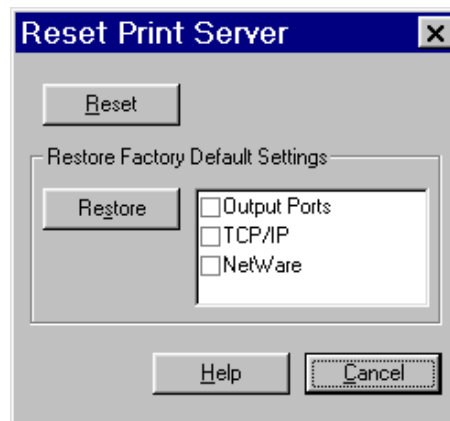 Reset Print Server
Reset
Restore Factory Default Settings
Restore
Output Ports
TCP/IP
NetWare
Help
Cancel